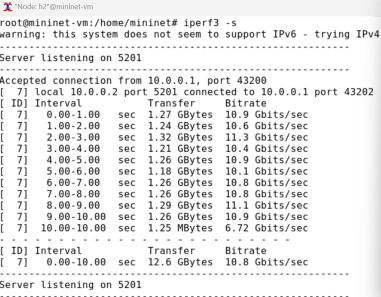 "Node: h2"@mininet-vm
root@mininet-vm:/home/mininet# iperf3 -s
warning: this system does not seem to support IPv6 - trying IPv4
-----------------------------------------------------------
Server listening on 5201
-----------------------------------------------------------
Accepted connection from 10.0.0.1, port 43200
[  7] local 10.0.0.2 port 5201 connected to 10.0.0.1 port 43202
[ ID] Interval           Transfer     Bitrate
[  7]   0.00-1.00   sec  1.27 GBytes  10.9 Gbits/sec
[  7]   1.00-2.00   sec  1.24 GBytes  10.6 Gbits/sec
[  7]   2.00-3.00   sec  1.32 GBytes  11.3 Gbits/sec
[  7]   3.00-4.00   sec  1.21 GBytes  10.4 Gbits/sec
[  7]   4.00-5.00   sec  1.26 GBytes  10.9 Gbits/sec
[  7]   5.00-6.00   sec  1.18 GBytes  10.1 Gbits/sec
[  7]   6.00-7.00   sec  1.26 GBytes  10.8 Gbits/sec
[  7]   7.00-8.00   sec  1.26 GBytes  10.8 Gbits/sec
[  7]   8.00-9.00   sec  1.29 GBytes  11.1 Gbits/sec
[  7]   9.00-10.00  sec  1.26 GBytes  10.9 Gbits/sec
[  7]  10.00-10.00  sec  1.25 MBytes  6.72 Gbits/sec
- - - - - - - - - - - - - - - - - - - - - - - - -
[ ID] Interval           Transfer     Bitrate
[  7]   0.00-10.00  sec  12.6 GBytes  10.8 Gbits/sec
-----------------------------------------------------------
Server listening on 5201